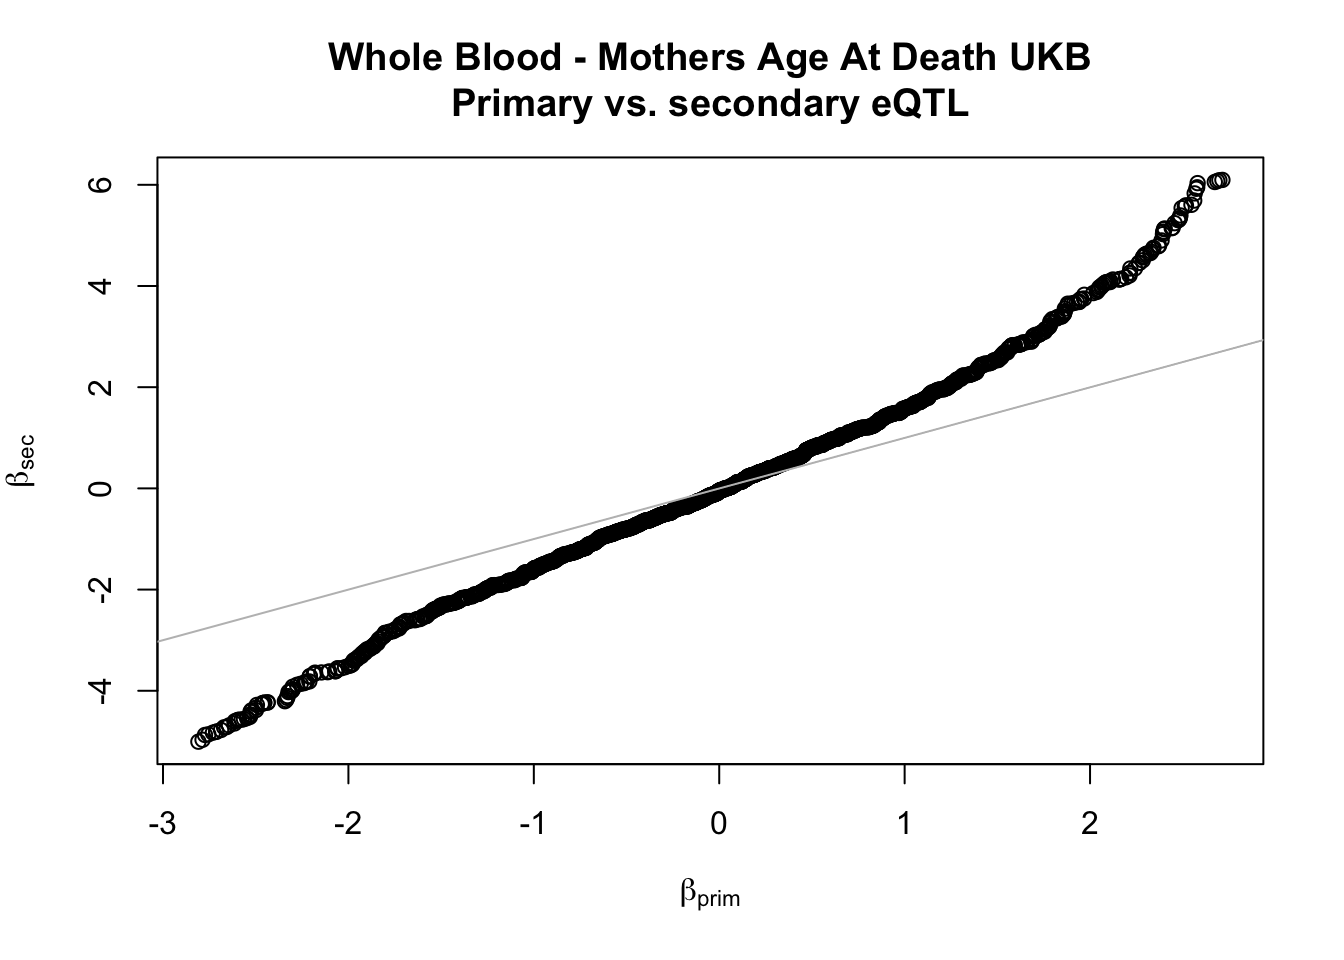 Whole Blood - Mothers Age At Death UKB
Primary vs. secondary eQTL
6
4
2
0
-2
-4
βsec
-3 -2 -1 0 1 2
βprim